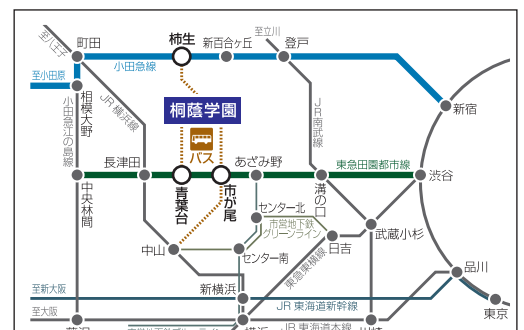 至八王子
町田
柿生
新百合ヶ丘
至立川
登戸
小田急線
至小田原
相模大野
JR横浜線
桐蔭学園
JR南武線
新宿
小田急江の島線
バス
長津田
あざみ野
東急田園都市線
中央林間
青葉台
市が尾
溝の口
渋谷
センター北
市営地下鉄
グリーンライン
日吉
武蔵小杉
中山
センター南
東急東横線
品川
至新大阪
新横浜
JR 東海道新幹線
東京
至大阪
JR 東海道本線